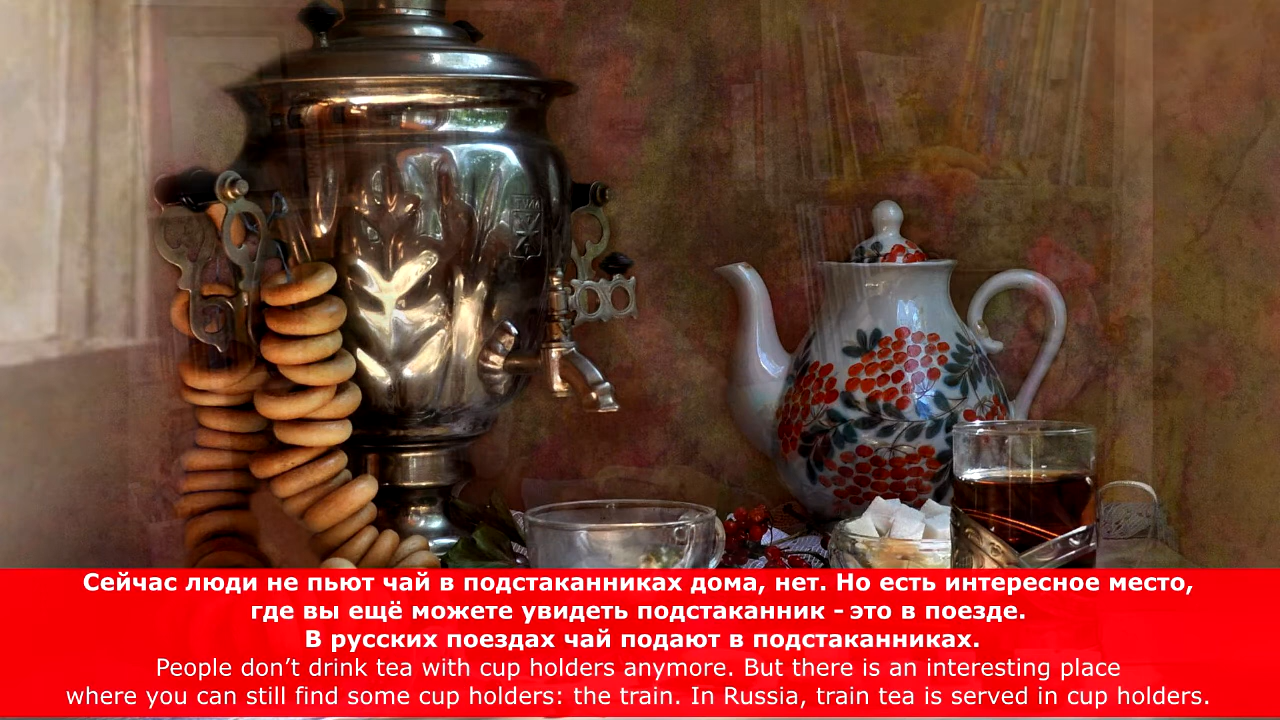 Сейчас люди не пьют чай в подстаканниках дома, нет. Но есть интересное место,
где вы ещё можете увидеть подстаканник - это в поезде.
В русских поездах чай подают в подстаканниках.
People don’t drink tea with cup holders anymore. But there is an interesting place
where you can still find some cup holders: the train. In Russia, train tea is served in cup holders.